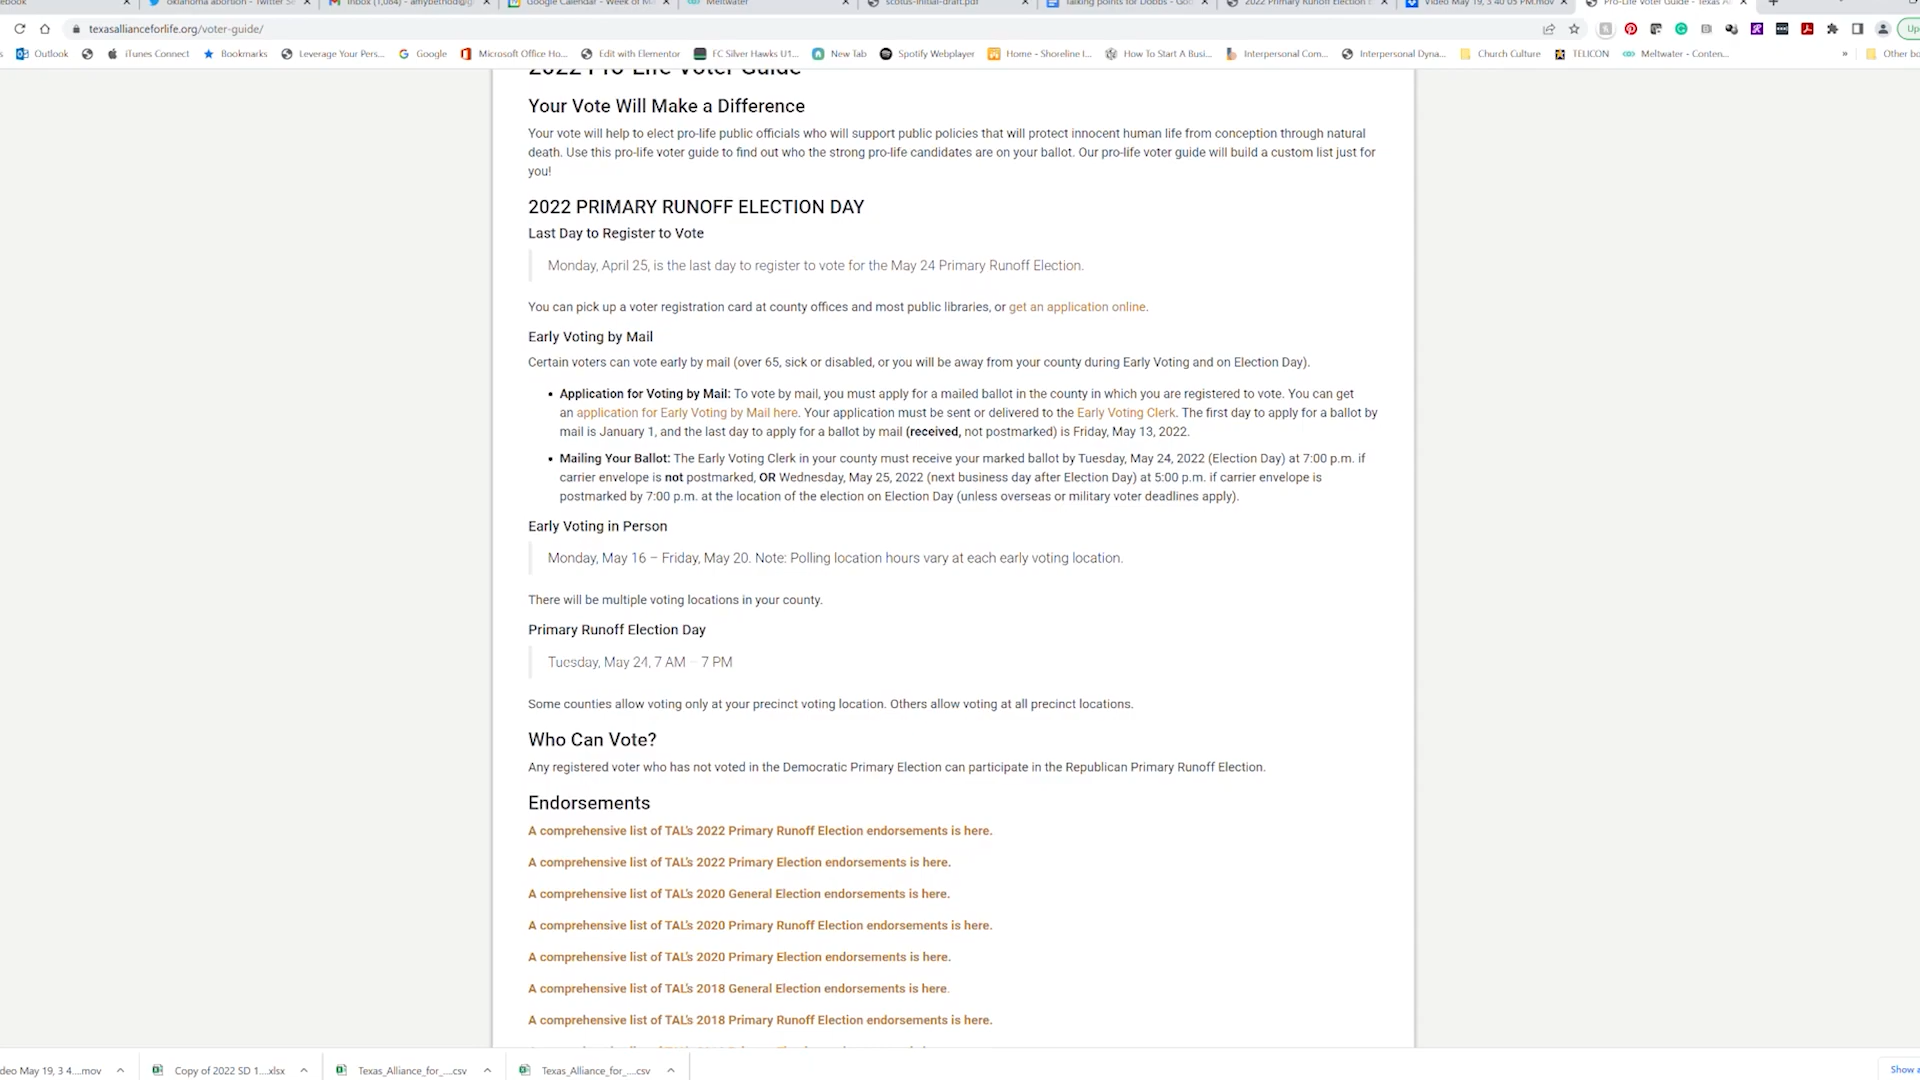 ebook
oklahoma abortion - Twitter Se
Inbox (1,084) - amybethod@g
Google Calendar - Week of M
Meltwater
scotus-initial-draft.pdf
Talking points for Dobbs - Goo
2022 Primary Runoff Election E
Video May 19, 3 40 05 PM.mov
Pro-Life Voter Guide - Texas A
texasallianceforlife.org/voter-guide/
Up
s Outlook iTunes Connect Bookmarks Leverage Your Pers... Google Microsoft Office Ho... Edit with Elementor FC Silver Hawks U1... New Tab Spotify Webplayer Home - Shoreline I... How To Start A Busi... Interpersonal Com... Interpersonal Dyna... Church Culture TELICON Meltwater - Conten... » Other bo
2022 Pro-Life Voter Guide
Your Vote Will Make a Difference
Your vote will help to elect pro-life public officials who will support public policies that will protect innocent human life from conception through natural
death. Use this pro-life voter guide to find out who the strong pro-life candidates are on your ballot. Our pro-life voter guide will build a custom list just for
you!
2022 PRIMARY RUNOFF ELECTION DAY
Last Day to Register to Vote
Monday, April 25, is the last day to register to vote for the May 24 Primary Runoff Election.
You can pick up a voter registration card at county offices and most public libraries, or get an application online.
Early Voting by Mail
Certain voters can vote early by mail (over 65, sick or disabled, or you will be away from your county during Early Voting and on Election Day).
• Application for Voting by Mail: To vote by mail, you must apply for a mailed ballot in the county in which you are registered to vote. You can get
an application for Early Voting by Mail here. Your application must be sent or delivered to the Early Voting Clerk. The first day to apply for a ballot by
mail is January 1, and the last day to apply for a ballot by mail (received, not postmarked) is Friday, May 13, 2022.
• Mailing Your Ballot: The Early Voting Clerk in your county must receive your marked ballot by Tuesday, May 24, 2022 (Election Day) at 7:00 p.m. if
carrier envelope is not postmarked, OR Wednesday, May 25, 2022 (next business day after Election Day) at 5:00 p.m. if carrier envelope is
postmarked by 7:00 p.m. at the location of the election on Election Day (unless overseas or military voter deadlines apply).
Early Voting in Person
Monday, May 16 – Friday, May 20. Note: Polling location hours vary at each early voting location.
There will be multiple voting locations in your county.
Primary Runoff Election Day
Tuesday, May 24, 7 AM – 7 PM
Some counties allow voting only at your precinct voting location. Others allow voting at all precinct locations.
Who Can Vote?
Any registered voter who has not voted in the Democratic Primary Election can participate in the Republican Primary Runoff Election.
Endorsements
A comprehensive list of TAL's 2022 Primary Runoff Election endorsements is here.
A comprehensive list of TAL's 2022 Primary Election endorsements is here.
A comprehensive list of TAL's 2020 General Election endorsements is here.
A comprehensive list of TAL's 2020 Primary Runoff Election endorsements is here.
A comprehensive list of TAL's 2020 Primary Election endorsements is here.
A comprehensive list of TAL's 2018 General Election endorsements is here.
A comprehensive list of TAL's 2018 Primary Runoff Election endorsements is here.
deo May 19, 3 4....mov
Copy of 2022 SD 1....xlsx
Texas_Alliance_for_....csv
Texas_Alliance_for_....csv
Show a